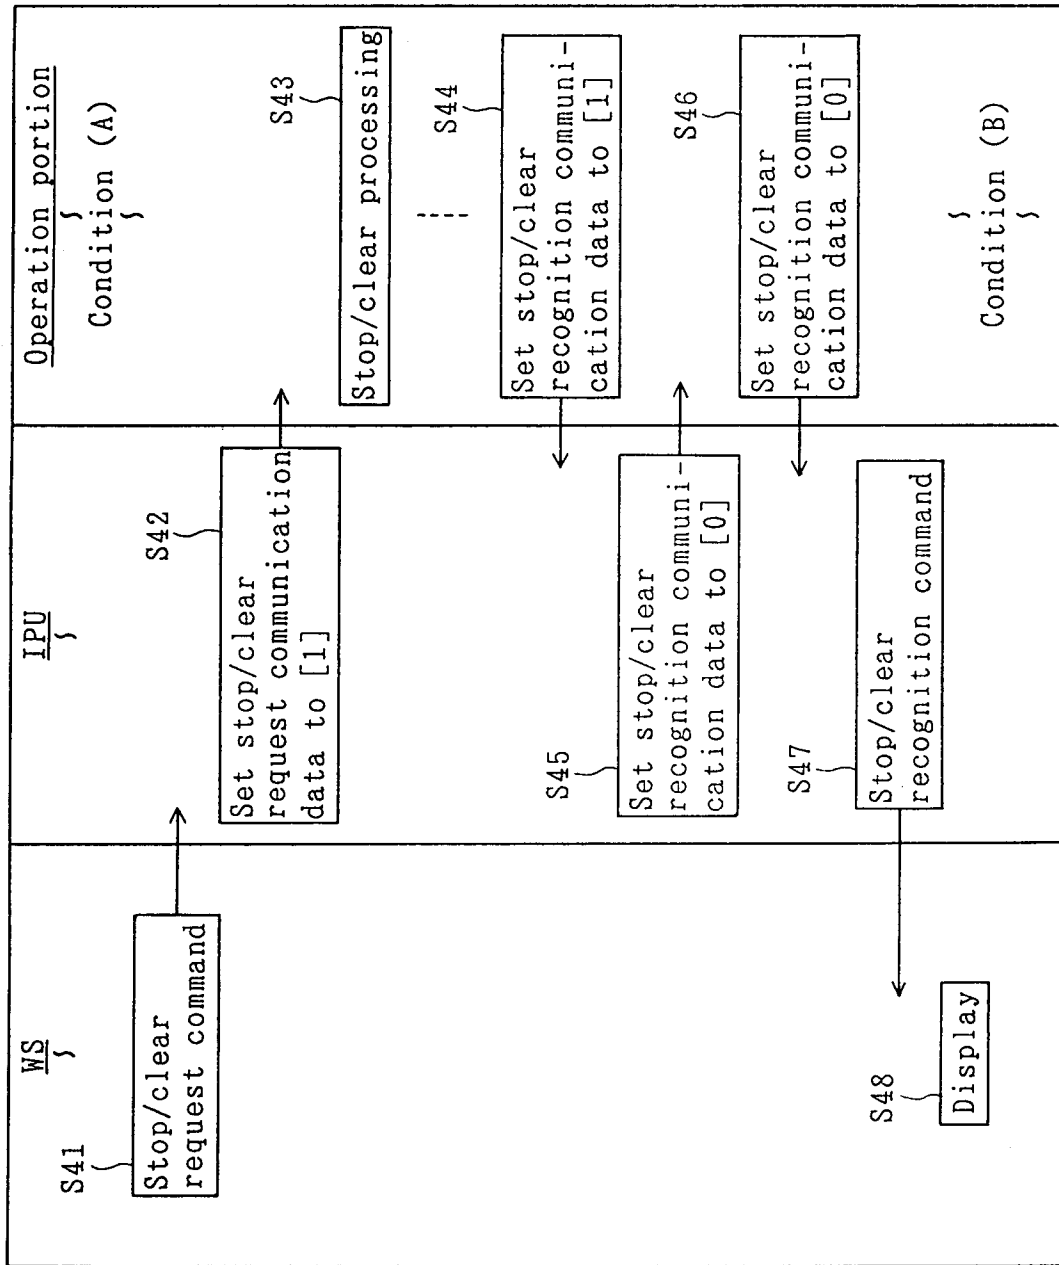 WS
IPU
Operation portion
Condition (A)
S41
Stop/clear
request command
S42
Set stop/clear
request communication
data to [1]
S43
Stop/clear processing
S44
Set stop/clear
recognition communi-
cation data to [1]
S45
Set stop/clear
recognition communi-
cation data to [0]
S46
Set stop/clear
recognition communi-
cation data to [0]
S47
Stop/clear
recognition command
S48
Display
Condition (B)